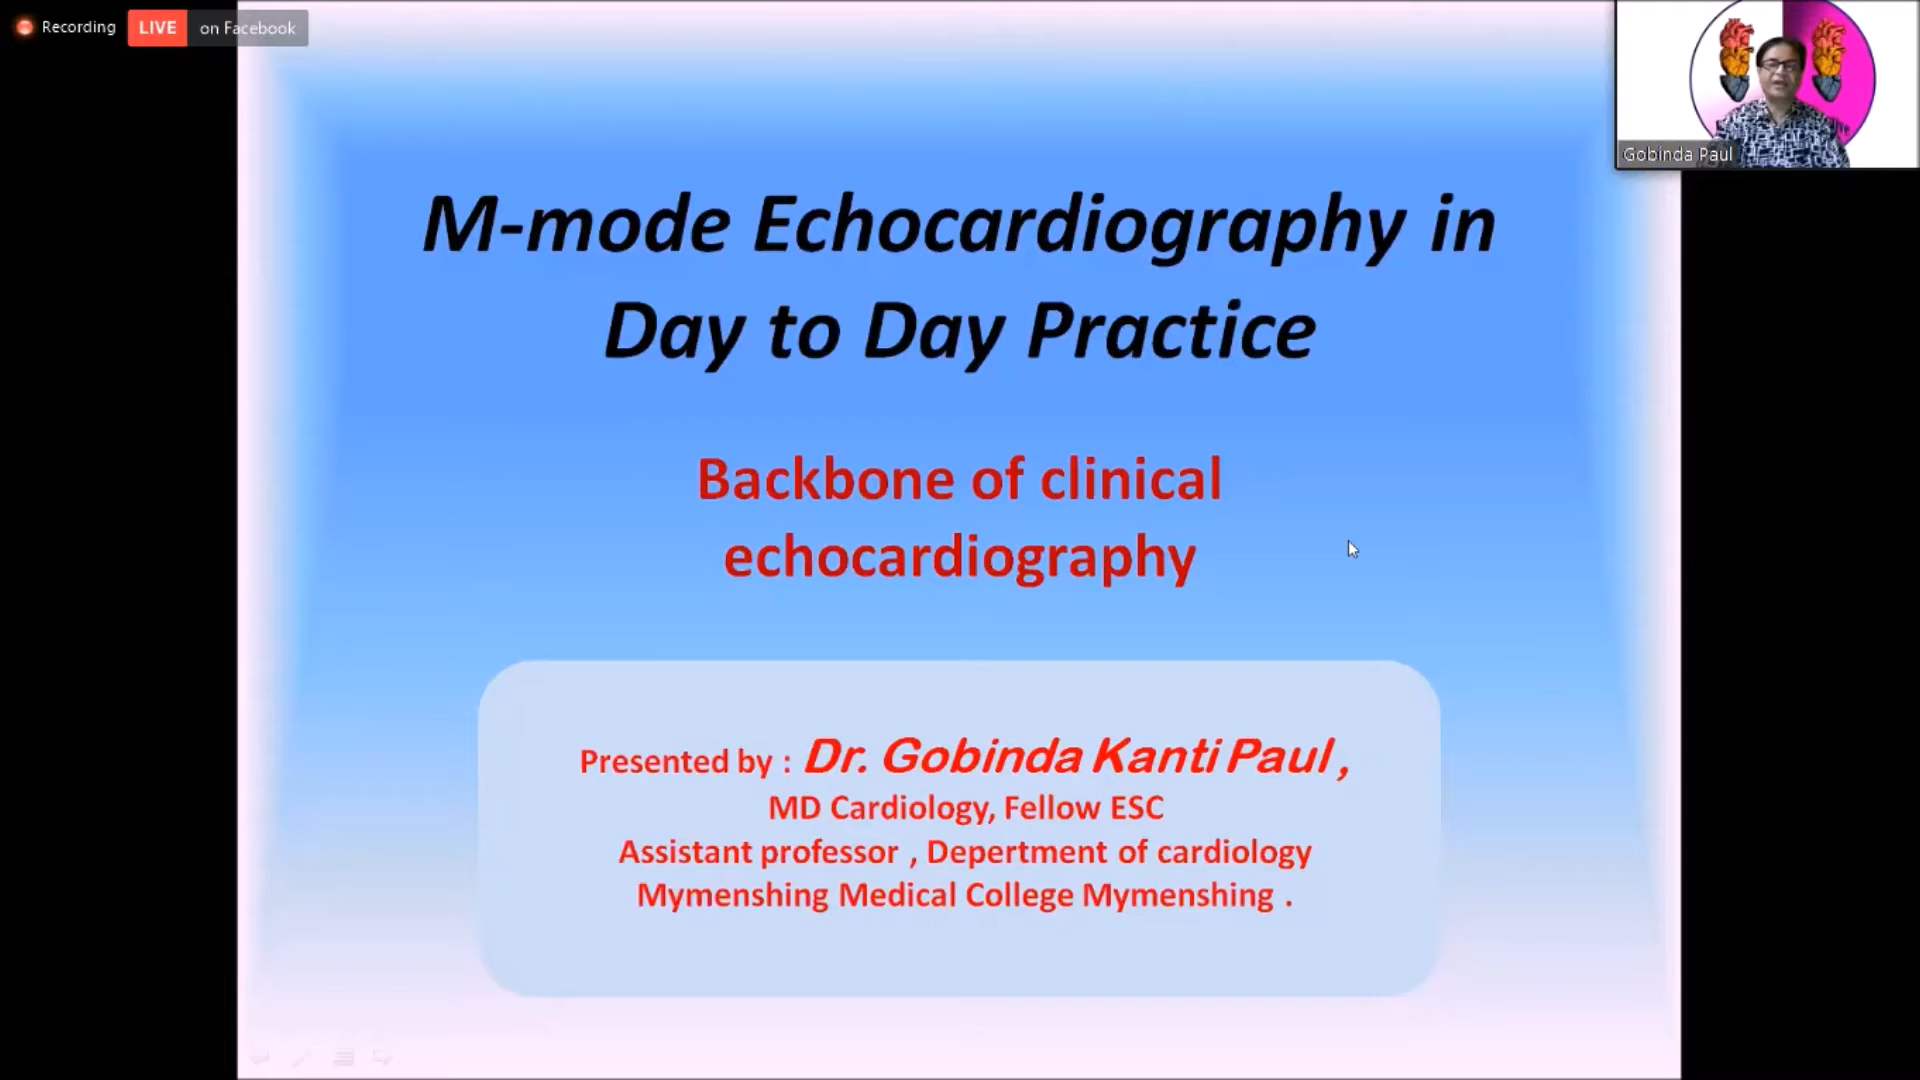 Recording LIVE on Facebook
Gobinda Paul
M-mode Echocardiography in
Day to Day Practice
Backbone of clinical
echocardiography
Presented by : Dr. Gobinda Kanti Paul ,
MD Cardiology, Fellow ESC
Assistant professor , Depertment of cardiology
Mymenshing Medical College Mymenshing .